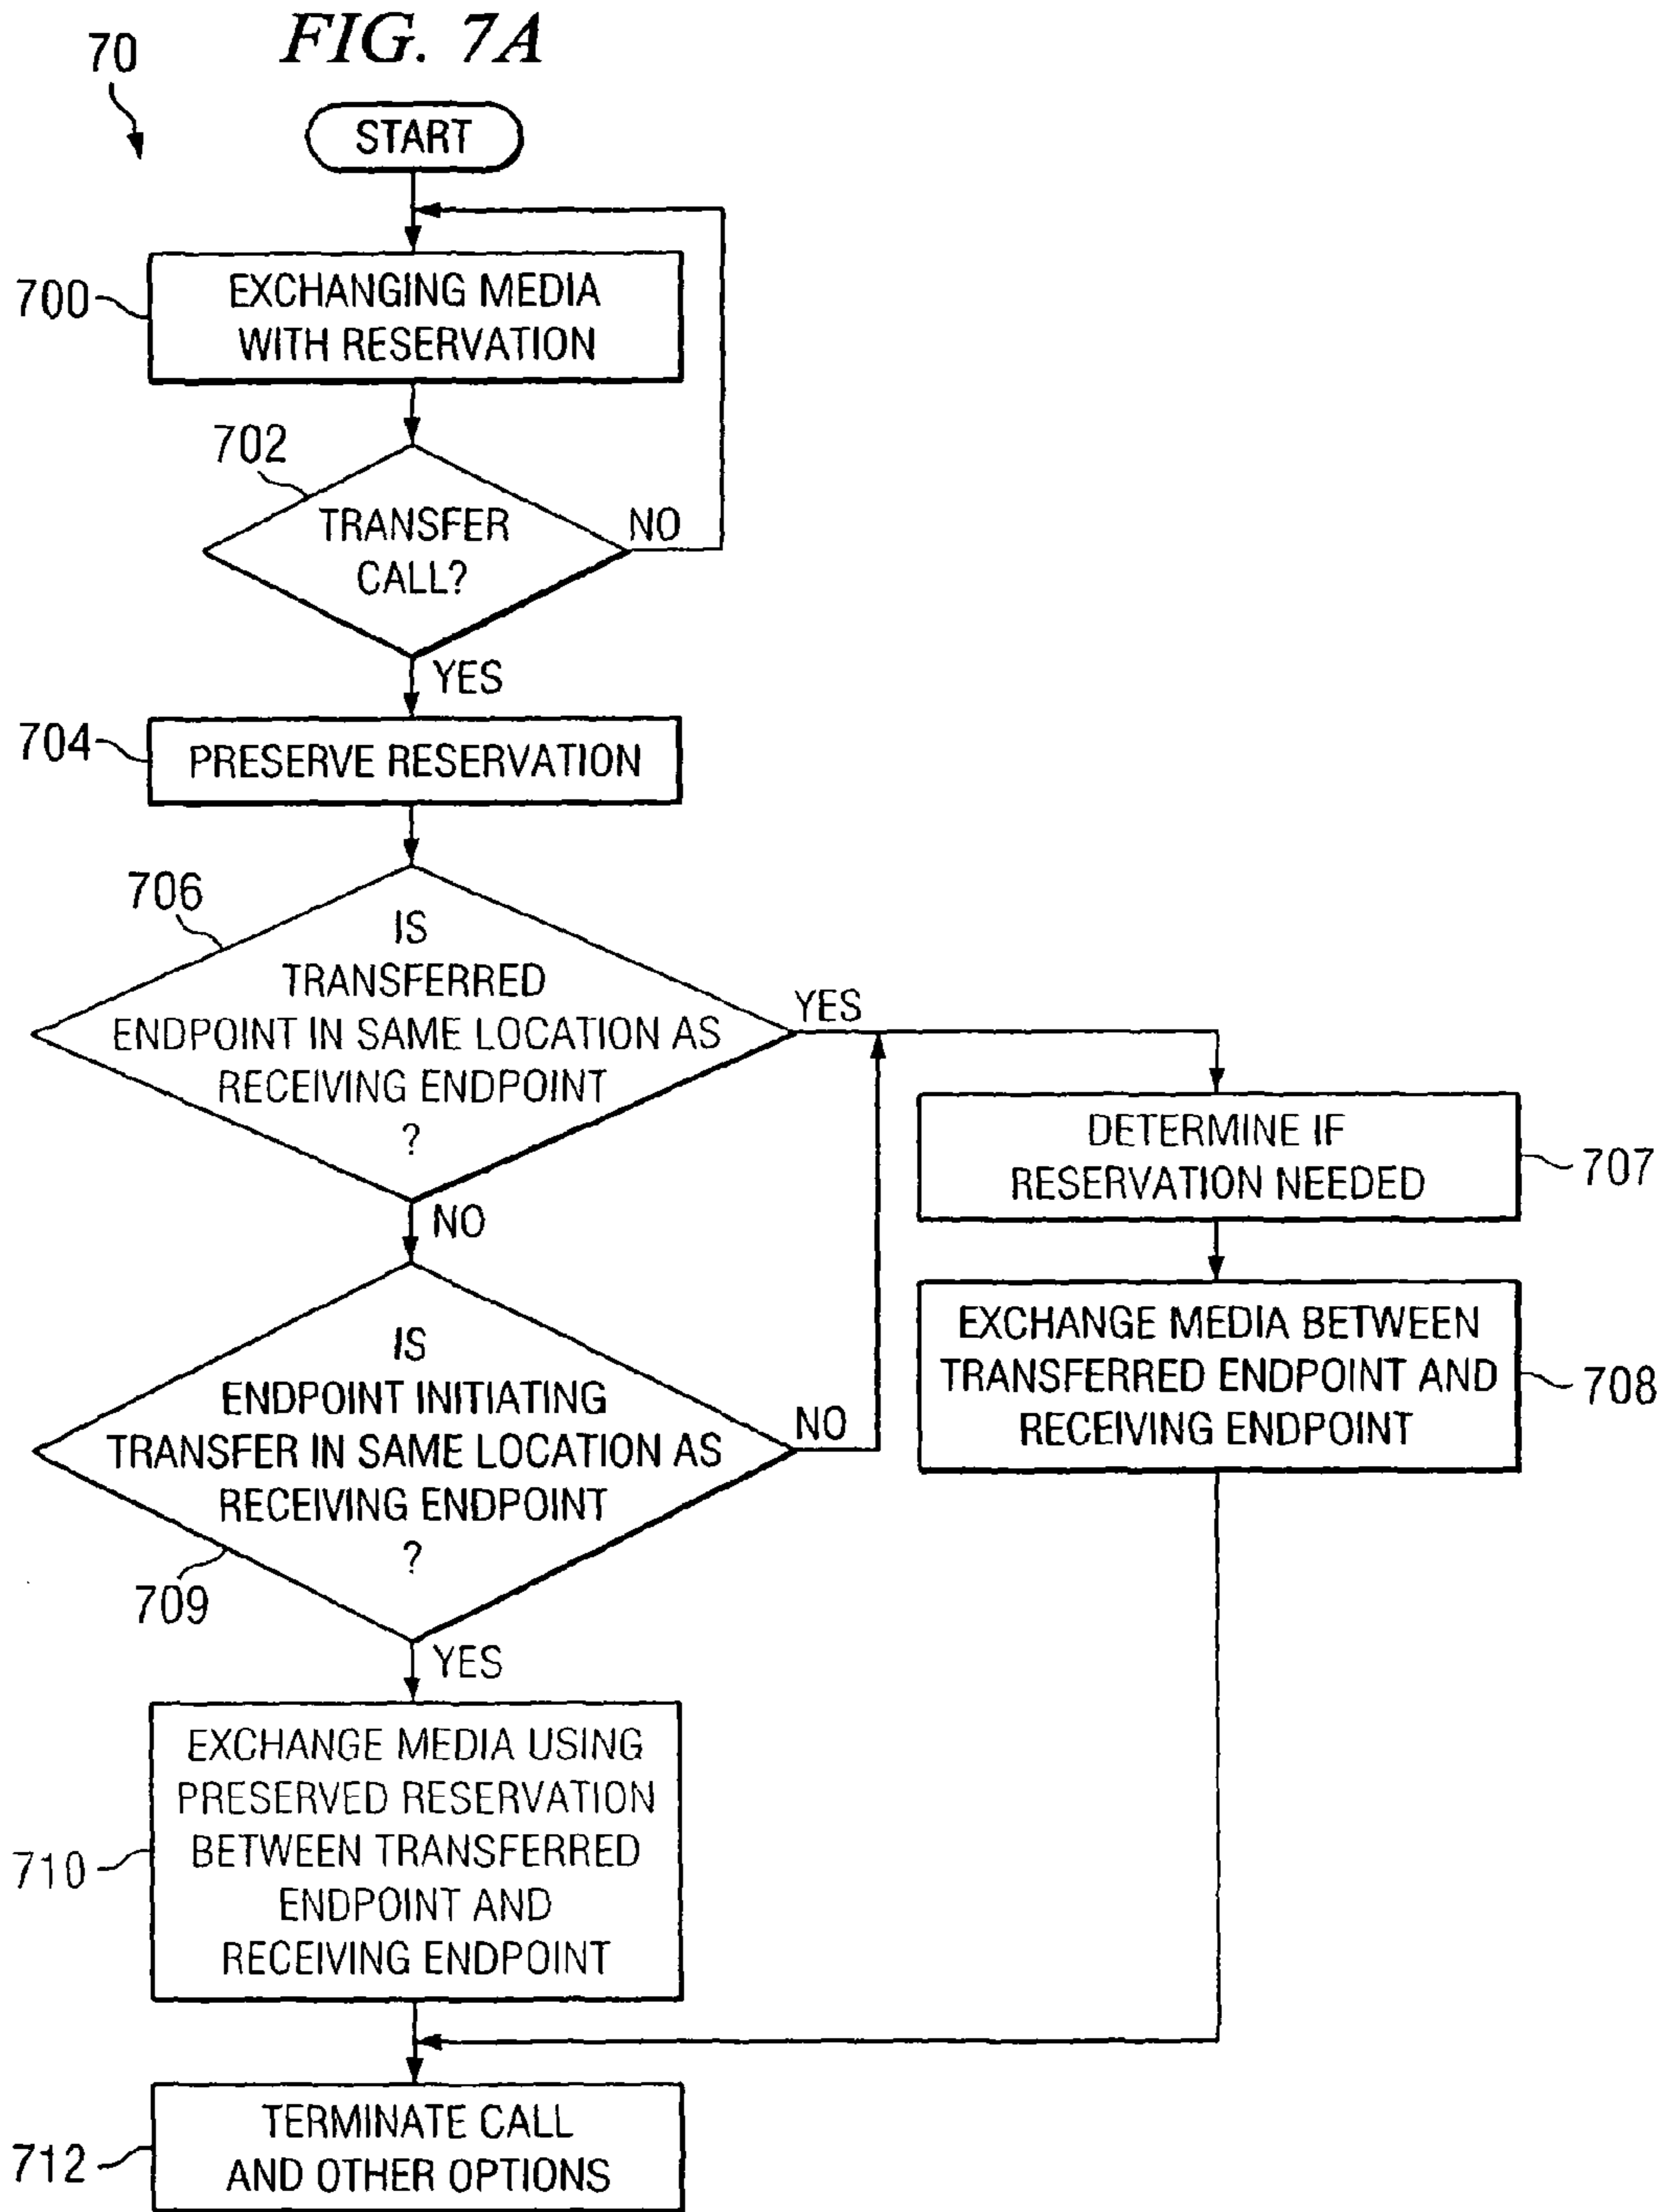 FIG. 7A
70
START
700
EXCHANGING MEDIA
WITH RESERVATION
702
TRANSFER
CALL?
NO
YES
704
PRESERVE RESERVATION
706
IS
TRANSFERRED
ENDPOINT IN SAME LOCATION AS
RECEIVING ENDPOINT
?
YES
NO
DETERMINE IF
RESERVATION NEEDED
707
EXCHANGE MEDIA BETWEEN
TRANSFERRED ENDPOINT AND
RECEIVING ENDPOINT
708
IS
ENDPOINT INITIATING
TRANSFER IN SAME LOCATION AS
RECEIVING ENDPOINT
?
NO
709
YES
710
EXCHANGE MEDIA USING
PRESERVED RESERVATION
BETWEEN TRANSFERRED
ENDPOINT AND
RECEIVING ENDPOINT
712
TERMINATE CALL
AND OTHER OPTIONS